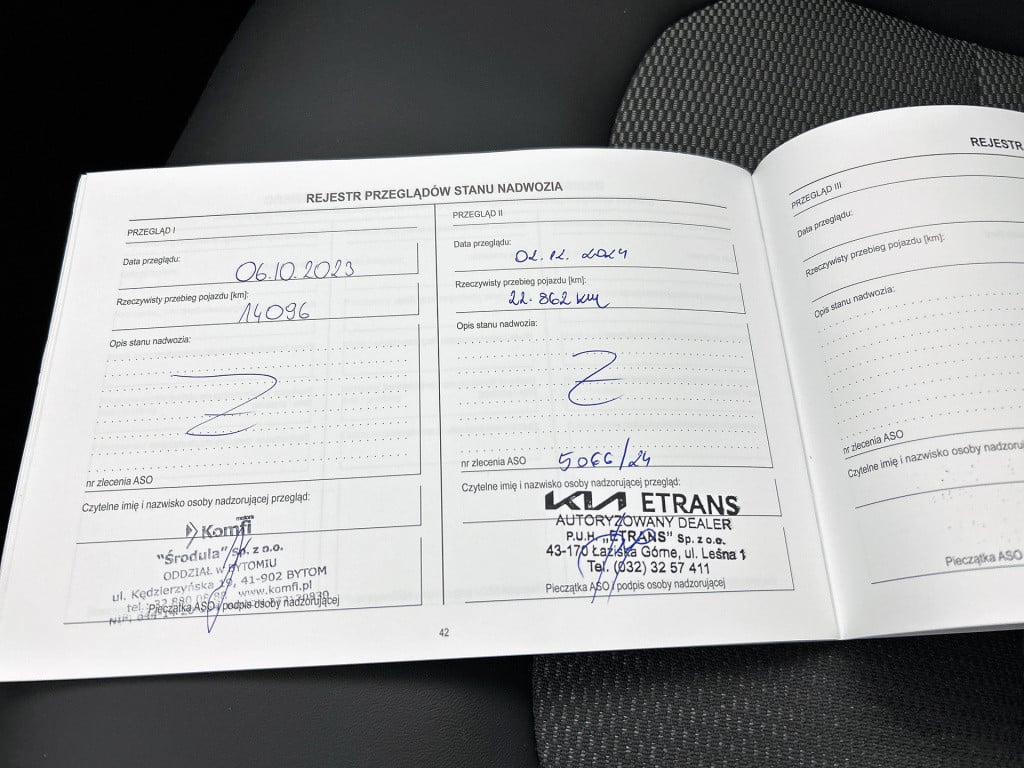 REJESTR PRZEGLĄDÓW STANU NADWOZIA
PRZEGLĄD I
Data przeglądu:
06.10.2023
Rzeczywisty przebieg pojazdu [km]:
14096
Opis stanu nadwozia:
nr zlecenia ASO
Czytelne imię i nazwisko osoby nadzorującej przegląd:
Komfi
motors
"Środula" Sp. z o.o.
ODDZIAŁ W BYTOMIU
ul. Kędzierzyńska 19, 41-902 BYTOM
www.komfi.pl
Pieczątka ASO i podpis osoby nadzorującej
PRZEGLĄD II
Data przeglądu:
02.12.2024
Rzeczywisty przebieg pojazdu [km]:
22.862 km
Opis stanu nadwozia:
nr zlecenia ASO 5066/24
Czytelne imię i nazwisko osoby nadzorującej przegląd:
KIA ETRANS
AUTORYZOWANY DEALER
P.U.H. „ETRANS" Sp. z o.o.
43-170 Łaziska Górne, ul. Leśna 1
Tel. (032) 32 57 411
Pieczątka ASO i podpis osoby nadzorującej
42
REJESTR
PRZEGLĄD III
Data przeglądu:
Rzeczywisty przebieg pojazdu [km]:
Opis stanu nadwozia:
nr zlecenia ASO
Czytelne imię i nazwisko osoby nadzorując
Pieczątka ASO